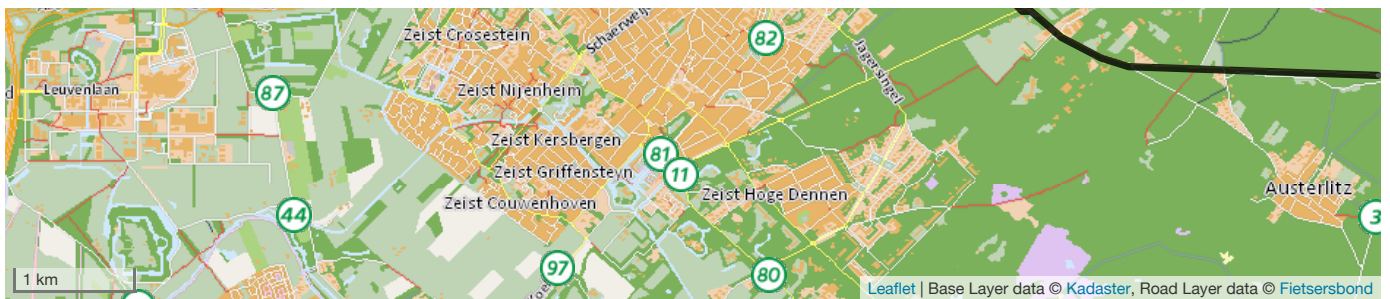 Zeist Crosestein
Schaerweijde
82
Jagersingel
Leuvenlaan
87
Zeist Nijenheim
Zeist Kersbergen
81
11
Zeist Griffensteyn
Zeist Hoge Dennen
Austerlitz
Zeist Couwenhoven
44
3
97
80
1 km
Leaflet | Base Layer data © Kadaster, Road Layer data © Fietsersbond